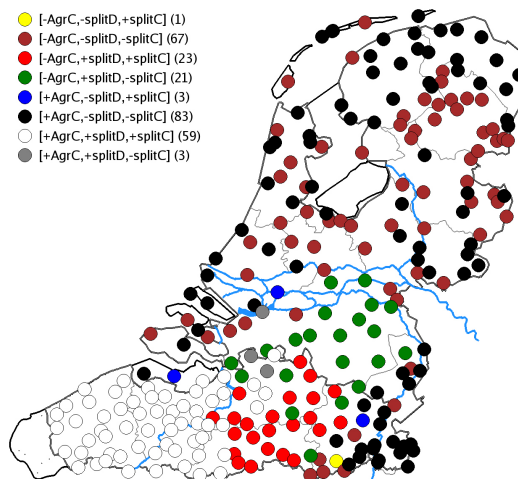 [-AgrC,-splitD,+splitC] (1)
[-AgrC,-splitD,-splitC] (67)
[-AgrC,+splitD,+splitC] (23)
[-AgrC,+splitD,-splitC] (21)
[+AgrC,-splitD,+splitC] (3)
[+AgrC,-splitD,-splitC] (83)
[+AgrC,+splitD,+splitC] (59)
[+AgrC,+splitD,-splitC] (3)